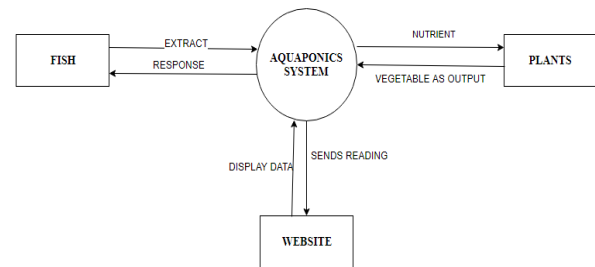 FISH
EXTRACT
RESPONSE
AQUAPONICS
SYSTEM
NUTRIENT
VEGETABLE AS OUTPUT
PLANTS
DISPLAY DATA
SENDS READING
WEBSITE